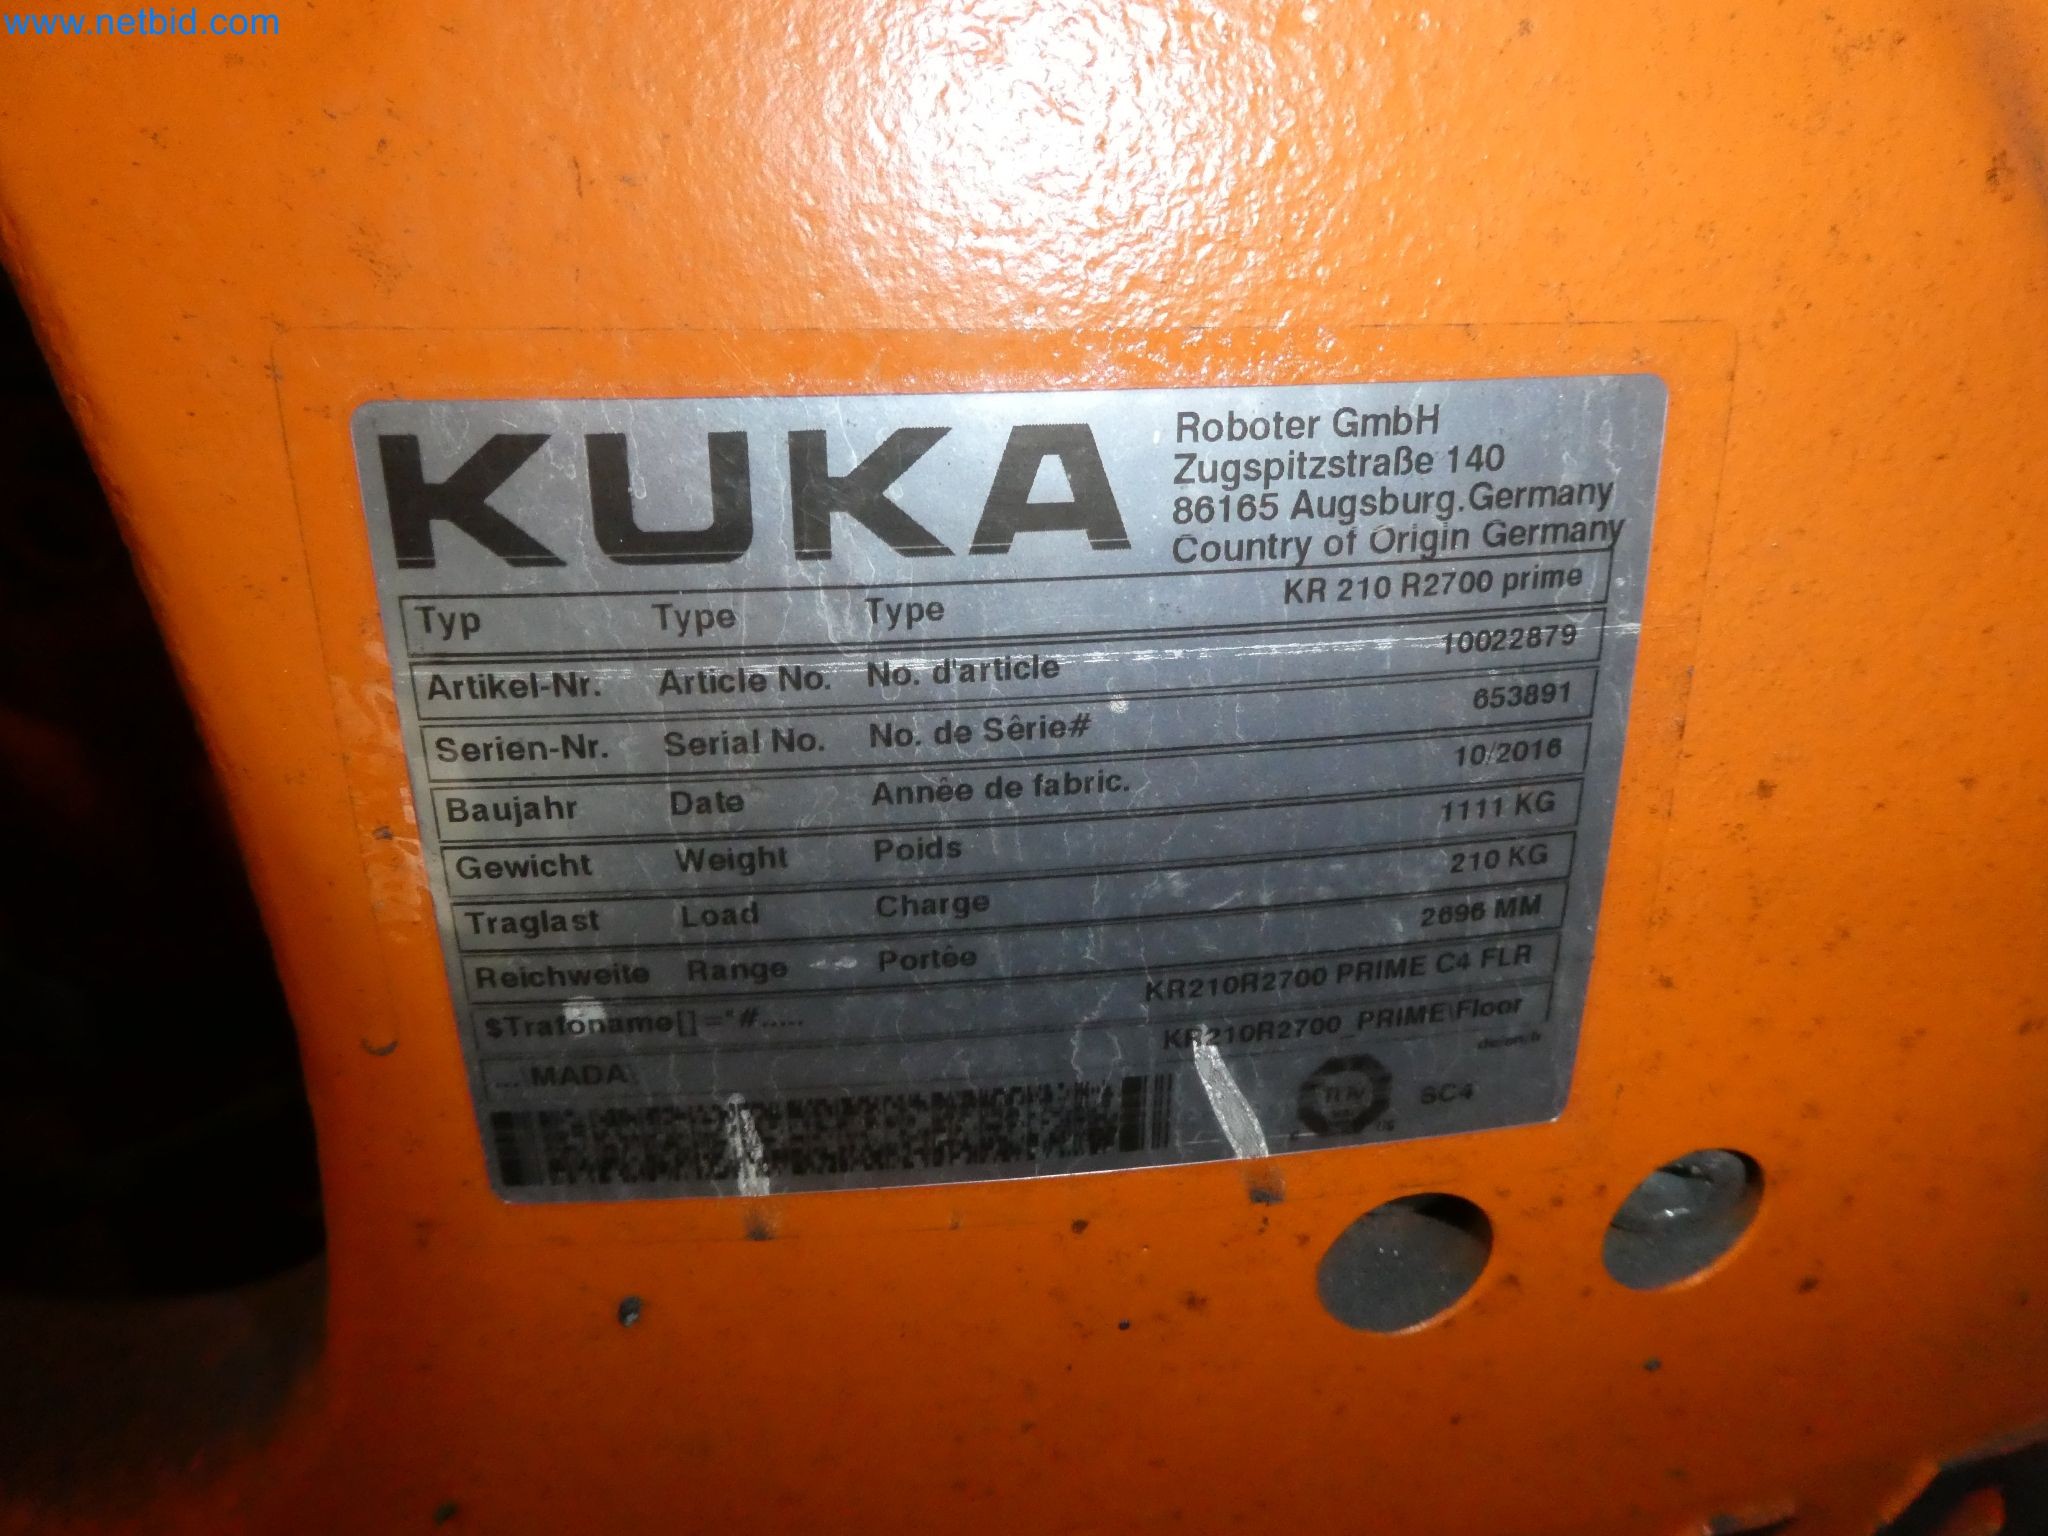 www.netbid.com
KUKA
Roboter GmbH
Zugspitzstraße 140
86165 Augsburg.Germany
Country of Origin Germany
Typ Type Type KR 210 R2700 prime
Artikel-Nr. Article No. No. d'article 10022879
Serien-Nr. Serial No. No. de Sêrie# 653891
Baujahr Date Annêe de fabric. 10/2016
Gewicht Weight Poids 1111 KG
Traglast Load Charge 210 KG
Reichweite Range Portêe 2696 MM
$Trafoname[]="#..... KR210R2700 PRIME C4 FLR
...\MADA\ KR210R2700_PRIME\Floor
TÜV
SC4